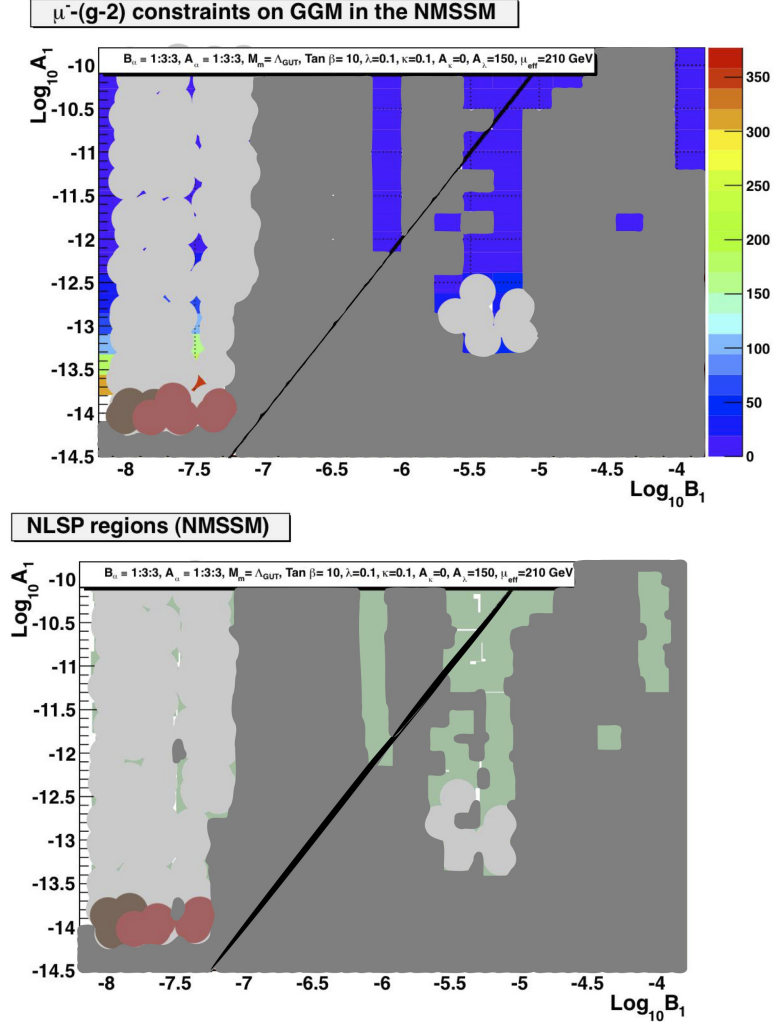 μ⁻-(g-2) constraints on GGM in the NMSSM
Log₁₀A₁
B_α = 1:3:3, A_α = 1:3:3, M_m = Λ_GUT, Tan β= 10, λ=0.1, κ=0.1, A_κ=0, A_λ=150, μ_eff=210 GeV
-10
-10.5
-11
-11.5
-12
-12.5
-13
-13.5
-14
-14.5
350
300
250
200
150
100
50
0
-8 -7.5 -7 -6.5 -6 -5.5 -5 -4.5 -4
Log₁₀B₁
NLSP regions (NMSSM)
Log₁₀A₁
B_α = 1:3:3, A_α = 1:3:3, M_m = Λ_GUT, Tan β= 10, λ=0.1, κ=0.1, A_κ=0, A_λ=150, μ_eff=210 GeV
-10
-10.5
-11
-11.5
-12
-12.5
-13
-13.5
-14
-14.5
-8 -7.5 -7 -6.5 -6 -5.5 -5 -4.5 -4
Log₁₀B₁